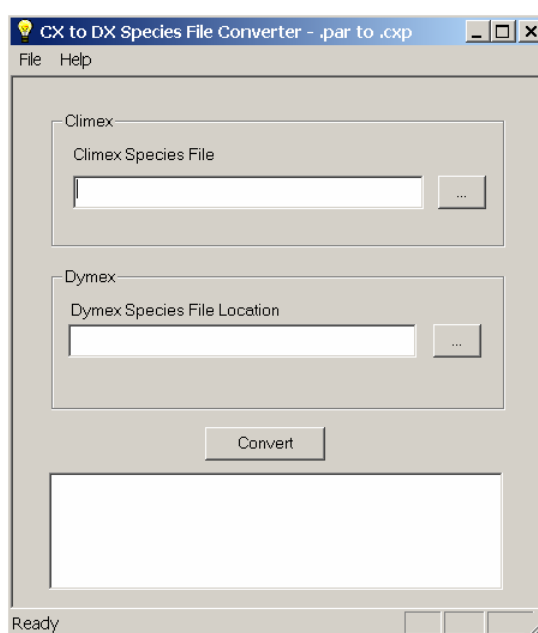 CX to DX Species File Converter - .par to .cxp
File Help
Climex
Climex Species File
...
Dymex
Dymex Species File Location
...
Convert
Ready